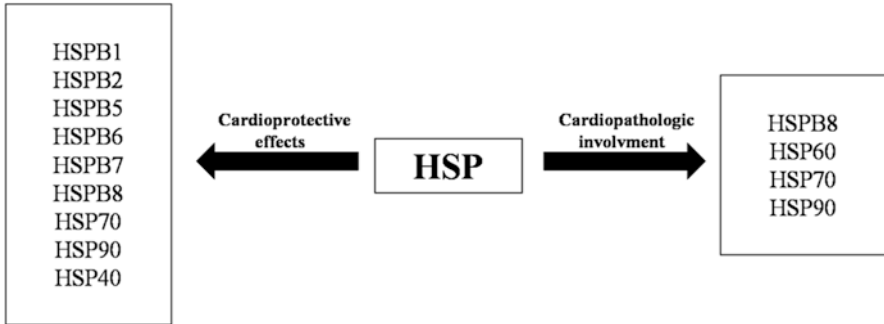 HSPB1
HSPB2
HSPB5
HSPB6
HSPB7
HSPB8
HSP70
HSP90
HSP40
Cardioprotective
effects
HSP
Cardiopathologic
involvment
HSPB8
HSP60
HSP70
HSP90